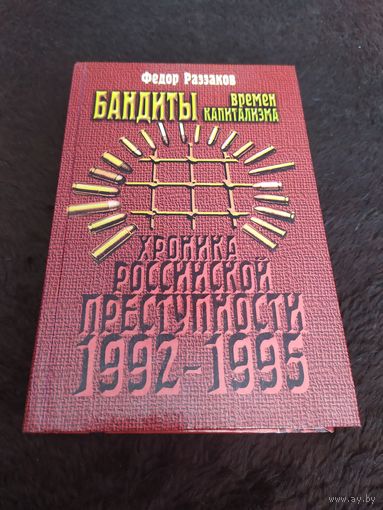 Федор Раззаков
БАНДИТЫ времен
КАПИТАЛИЗМА
ХРОНИКА
РОССИЙСКОЙ
ПРЕСТУПНОСТИ
1992-1995
www.ay.by